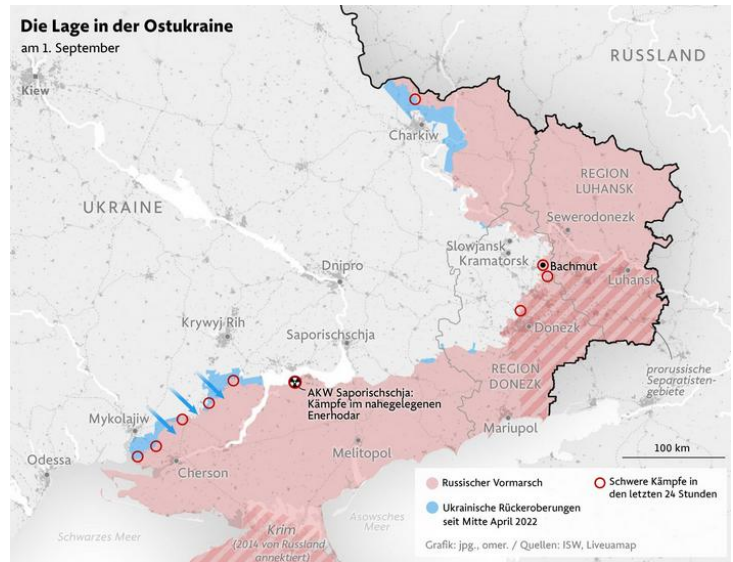 Die Lage in der Ostukraine
am 1. September
RUSSLAND
Kiew
Charkiw
REGION
LUHANSK
UKRAINE
Sewerodonezk
Slowjansk
Kramatorsk
Bachmut
Dnipro
Luhansk
Krywyj Rih
Saporischschja
Donezk
REGION
DONEZK
prorussische
Separatisten-
gebiete
AKW Saporischschja:
Kämpfe im nahegelegenen
Enerhodar
Mykolajiw
Mariupol
Odessa
Cherson
Melitopol
100 km
Russischer Vormarsch
Schwere Kämpfe in
den letzten 24 Stunden
Ukrainische Rückeroberungen
seit Mitte April 2022
Asowsches
Meer
Schwarzes Meer
Krim
(2014 von Russland
annektiert)
Grafik: jpg., omer. / Quellen: ISW, Liveuamap